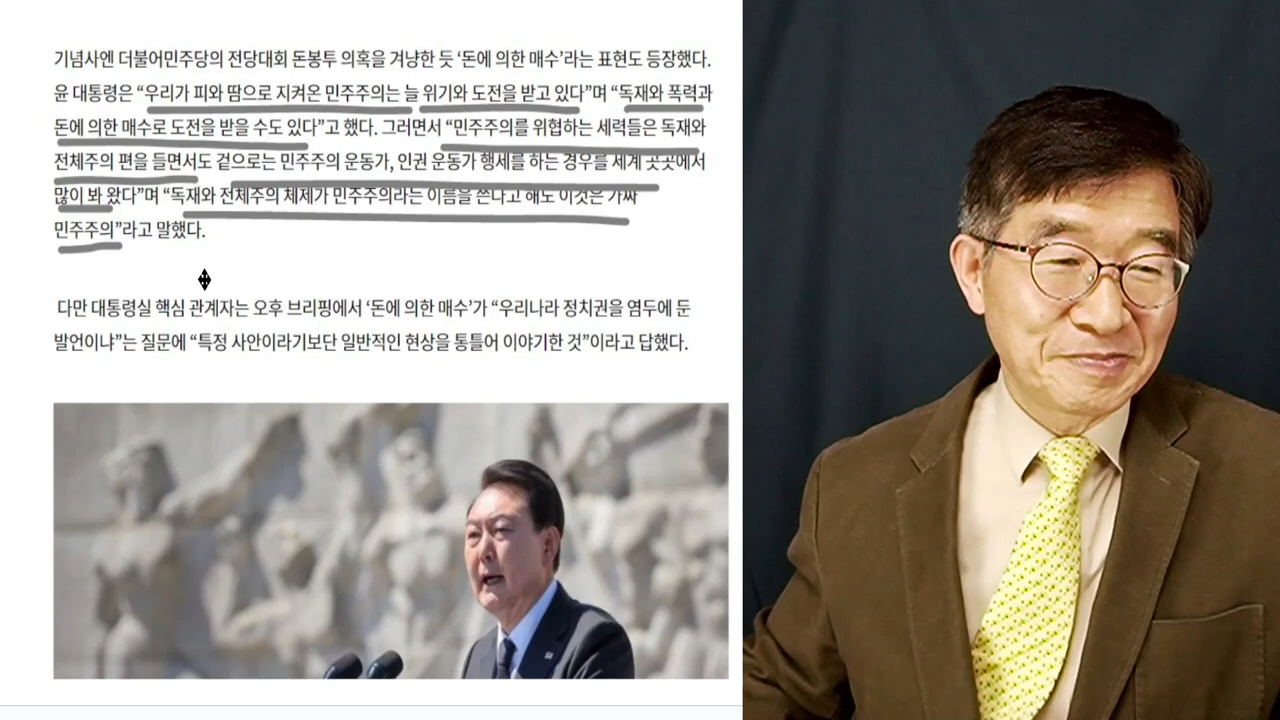 기념사엔 더불어민주당의 전당대회 돈봉투 의혹을 겨냥한 듯 ‘돈에 의한 매수’라는 표현도 등장했다.
윤 대통령은 “우리가 피와 땀으로 지켜온 민주주의는 늘 위기와 도전을 받고 있다”며 “독재와 폭력과
돈에 의한 매수로 도전을 받을 수도 있다”고 했다. 그러면서 “민주주의를 위협하는 세력들은 독재와
전체주의 편을 들면서도 겉으로는 민주주의 운동가, 인권 운동가 행세를 하는 경우를 세계 곳곳에서
많이 봐 왔다”며 “독재와 전체주의 체제가 민주주의라는 이름을 쓴다고 해도 이것은 가짜
민주주의”라고 말했다.
다만 대통령실 핵심 관계자는 오후 브리핑에서 ‘돈에 의한 매수’가 “우리나라 정치권을 염두에 둔
발언이냐”는 질문에 “특정 사안이라기보단 일반적인 현상을 통틀어 이야기한 것”이라고 답했다.